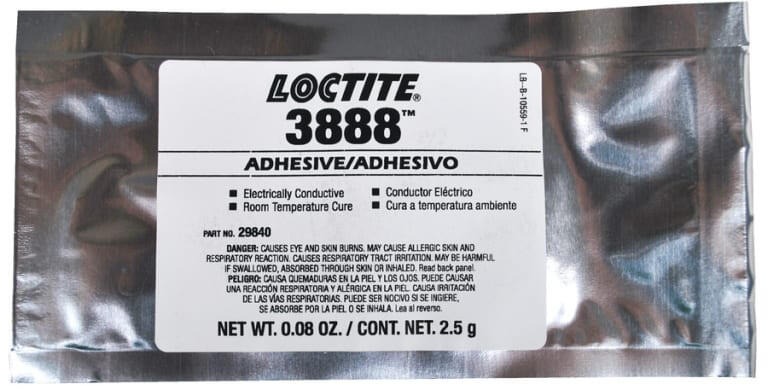 LOCTITE®
3888™
ADHESIVE/ADHESIVO
■ Electrically Conductive ■ Conductor Eléctrico
■ Room Temperature Cure ■ Cura a temperatura ambiente
PART NO. 29840
DANGER: CAUSES EYE AND SKIN BURNS. MAY CAUSE ALLERGIC SKIN AND
RESPIRATORY REACTION. CAUSES RESPIRATORY TRACT IRRITATION. MAY BE HARMFUL
IF SWALLOWED, ABSORBED THROUGH SKIN OR INHALED. Read back panel.
PELIGRO: CAUSA QUEMADURAS EN LA PIEL Y LOS OJOS. PUEDE CAUSAR
UNA REACCIÓN RESPIRATORIA Y ALÉRGICA EN LA PIEL. CAUSA IRRITACIÓN
DE LAS VÍAS RESPIRATORIAS. PUEDE SER NOCIVO SI SE INGIERE,
SE ABSORBE POR LA PIEL O SE INHALA. Lea al reverso.
NET WT. 0.08 OZ. / CONT. NET. 2.5 g
LB-B-10559-1 F